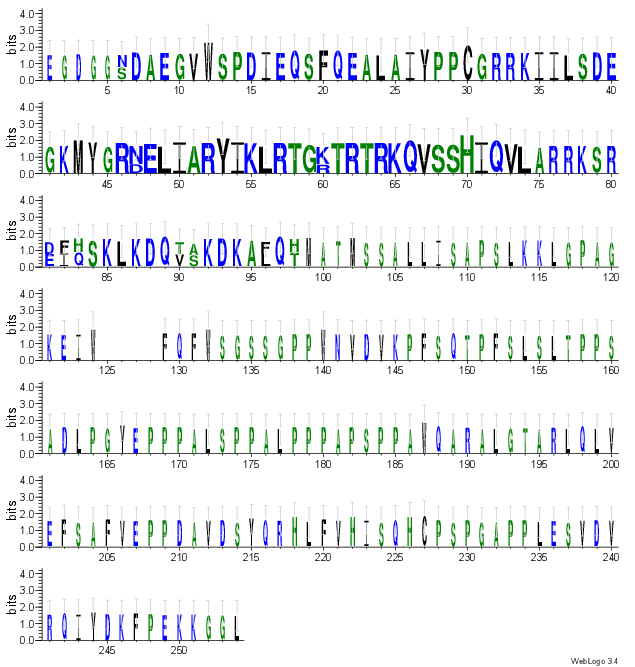 bits
4.0
3.0
2.0
1.0
0.0
EGDGGNDAEGVWSPDIEQSFQEALAIYPPCGRRKIILSDE
S
5 10 15 20 25 30 35 40
bits
4.0
3.0
2.0
1.0
0.0
GKMYGRNELIARYIKLRTGKTRTRKQVSSHIQVLARRKSR
D R
45 50 55 60 65 70 75 80
bits
4.0
3.0
2.0
1.0
0.0
DFHSKLKDQTAKDKAFQHMATMSSALLISAPSLKKLGPAG
E I Q V S
85 90 95 100 105 110 115 120
bits
4.0
3.0
2.0
1.0
0.0
KEIW FQFWSGSSGPPWNVDVKPFSQTPFSLSLTPPS
125 130 135 140 145 150 155 160
bits
4.0
3.0
2.0
1.0
0.0
ADLPGYEPPPALSPPALPPPAPSPPAWQARALGTARLQLV
165 170 175 180 185 190 195 200
bits
4.0
3.0
2.0
1.0
0.0
EFSAFVEPPDAVDSYQRHLFVHISQHCPSPGAPPLESVDV
205 210 215 220 225 230 235 240
bits
4.0
3.0
2.0
1.0
0.0
RQIYDKFPEKKGGL
245 250
WebLogo 3.4